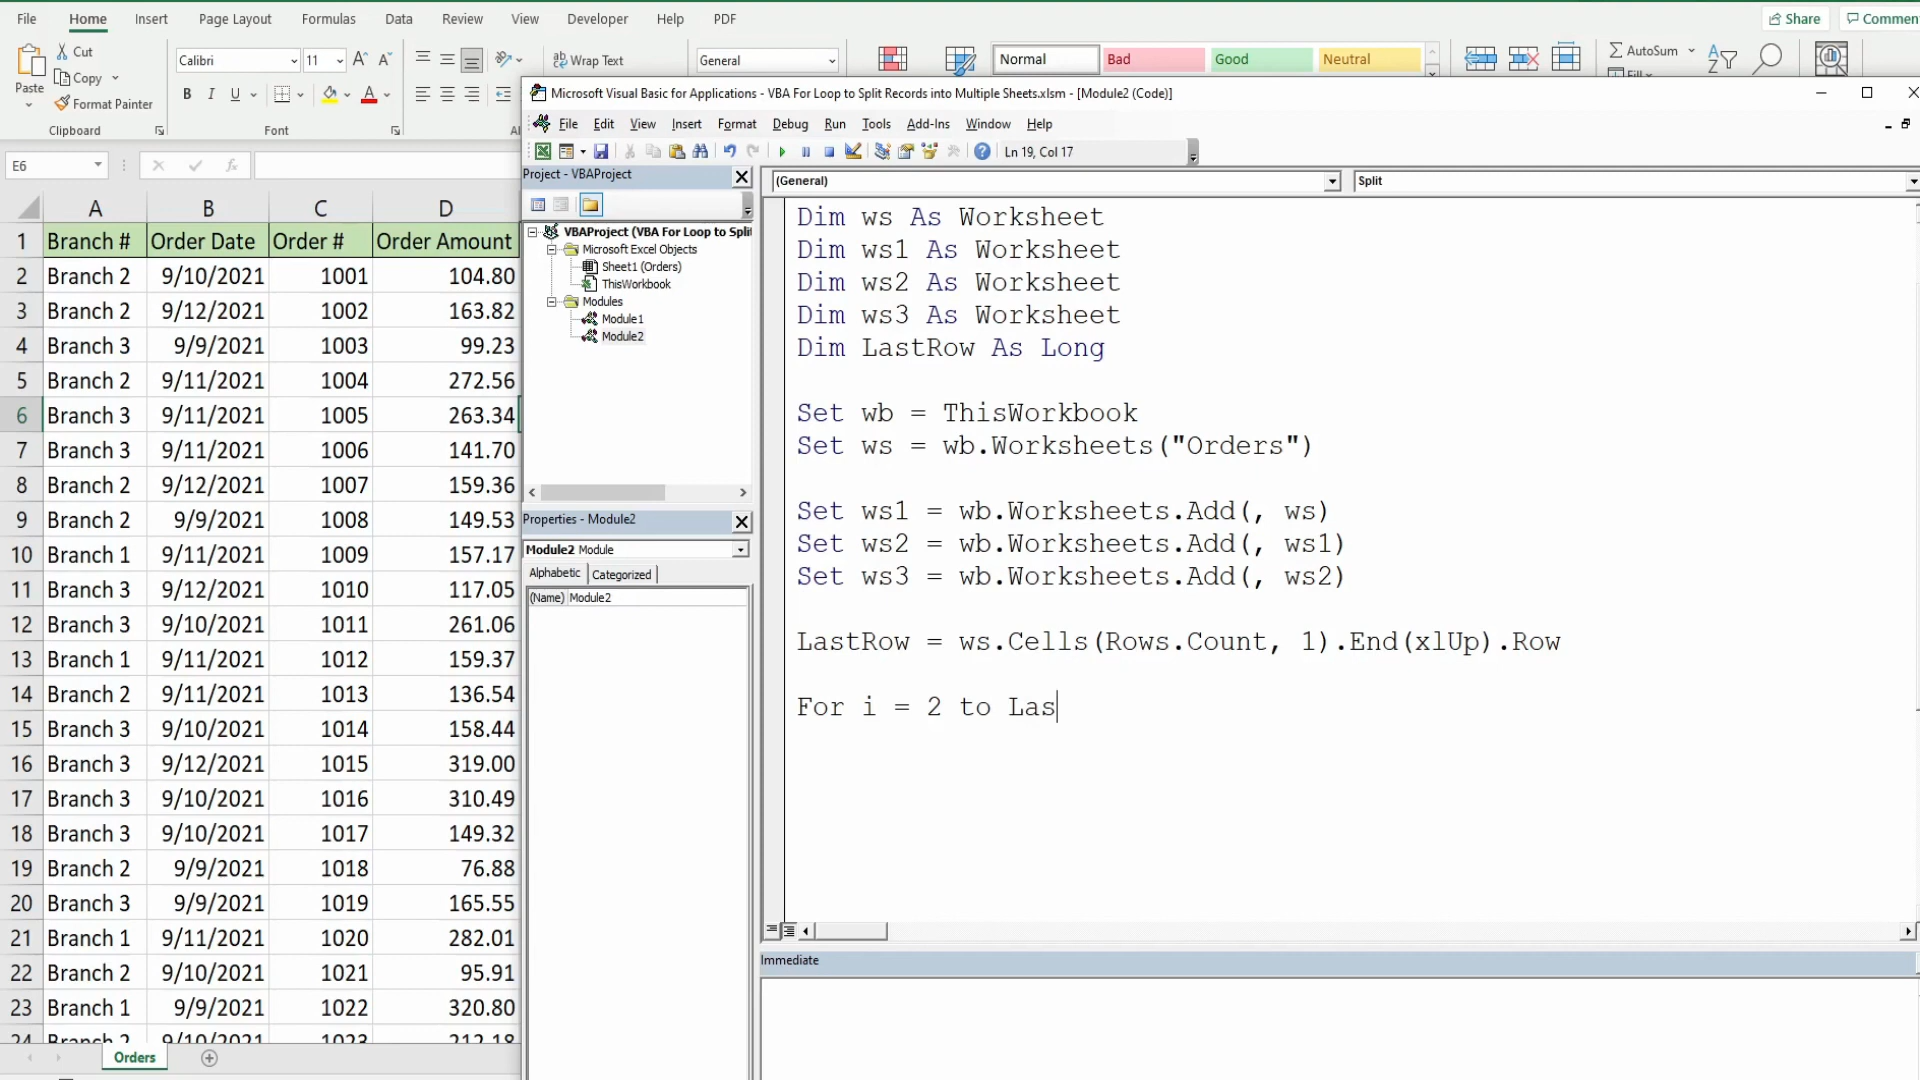 File Home Insert Page Layout Formulas Data Review View Developer Help PDF Share Commen
Cut
Copy
Format Painter
Paste
Clipboard
Calibri 11
B I U
Font
Wrap Text
General
Normal Bad Good Neutral
AutoSum
Microsoft Visual Basic for Applications - VBA For Loop to Split Records into Multiple Sheets.xlsm - [Module2 (Code)]
File Edit View Insert Format Debug Run Tools Add-Ins Window Help
Ln 19, Col 17
E6
fx
A B C D
1 Branch # Order Date Order # Order Amount
2 Branch 2 9/10/2021 1001 104.80
3 Branch 2 9/12/2021 1002 163.82
4 Branch 3 9/9/2021 1003 99.23
5 Branch 2 9/11/2021 1004 272.56
6 Branch 3 9/11/2021 1005 263.34
7 Branch 3 9/11/2021 1006 141.70
8 Branch 2 9/12/2021 1007 159.36
9 Branch 2 9/9/2021 1008 149.53
10 Branch 1 9/11/2021 1009 157.17
11 Branch 3 9/12/2021 1010 117.05
12 Branch 3 9/10/2021 1011 261.06
13 Branch 1 9/11/2021 1012 159.37
14 Branch 2 9/11/2021 1013 136.54
15 Branch 3 9/11/2021 1014 158.44
16 Branch 3 9/12/2021 1015 319.00
17 Branch 3 9/10/2021 1016 310.49
18 Branch 3 9/10/2021 1017 149.32
19 Branch 2 9/9/2021 1018 76.88
20 Branch 3 9/9/2021 1019 165.55
21 Branch 1 9/11/2021 1020 282.01
22 Branch 2 9/10/2021 1021 95.91
23 Branch 1 9/9/2021 1022 320.80
24 Branch 2 9/10/2021 1023 212.18
Orders
Project - VBAProject
VBAProject (VBA For Loop to Split
Microsoft Excel Objects
Sheet1 (Orders)
ThisWorkbook
Modules
Module1
Module2
Properties - Module2
Module2 Module
Alphabetic Categorized
(Name) Module2
(General) Split
Dim ws As Worksheet
Dim ws1 As Worksheet
Dim ws2 As Worksheet
Dim ws3 As Worksheet
Dim LastRow As Long
Set wb = ThisWorkbook
Set ws = wb.Worksheets("Orders")
Set ws1 = wb.Worksheets.Add(, ws)
Set ws2 = wb.Worksheets.Add(, ws1)
Set ws3 = wb.Worksheets.Add(, ws2)
LastRow = ws.Cells(Rows.Count, 1).End(xlUp).Row
For i = 2 to Las
Immediate